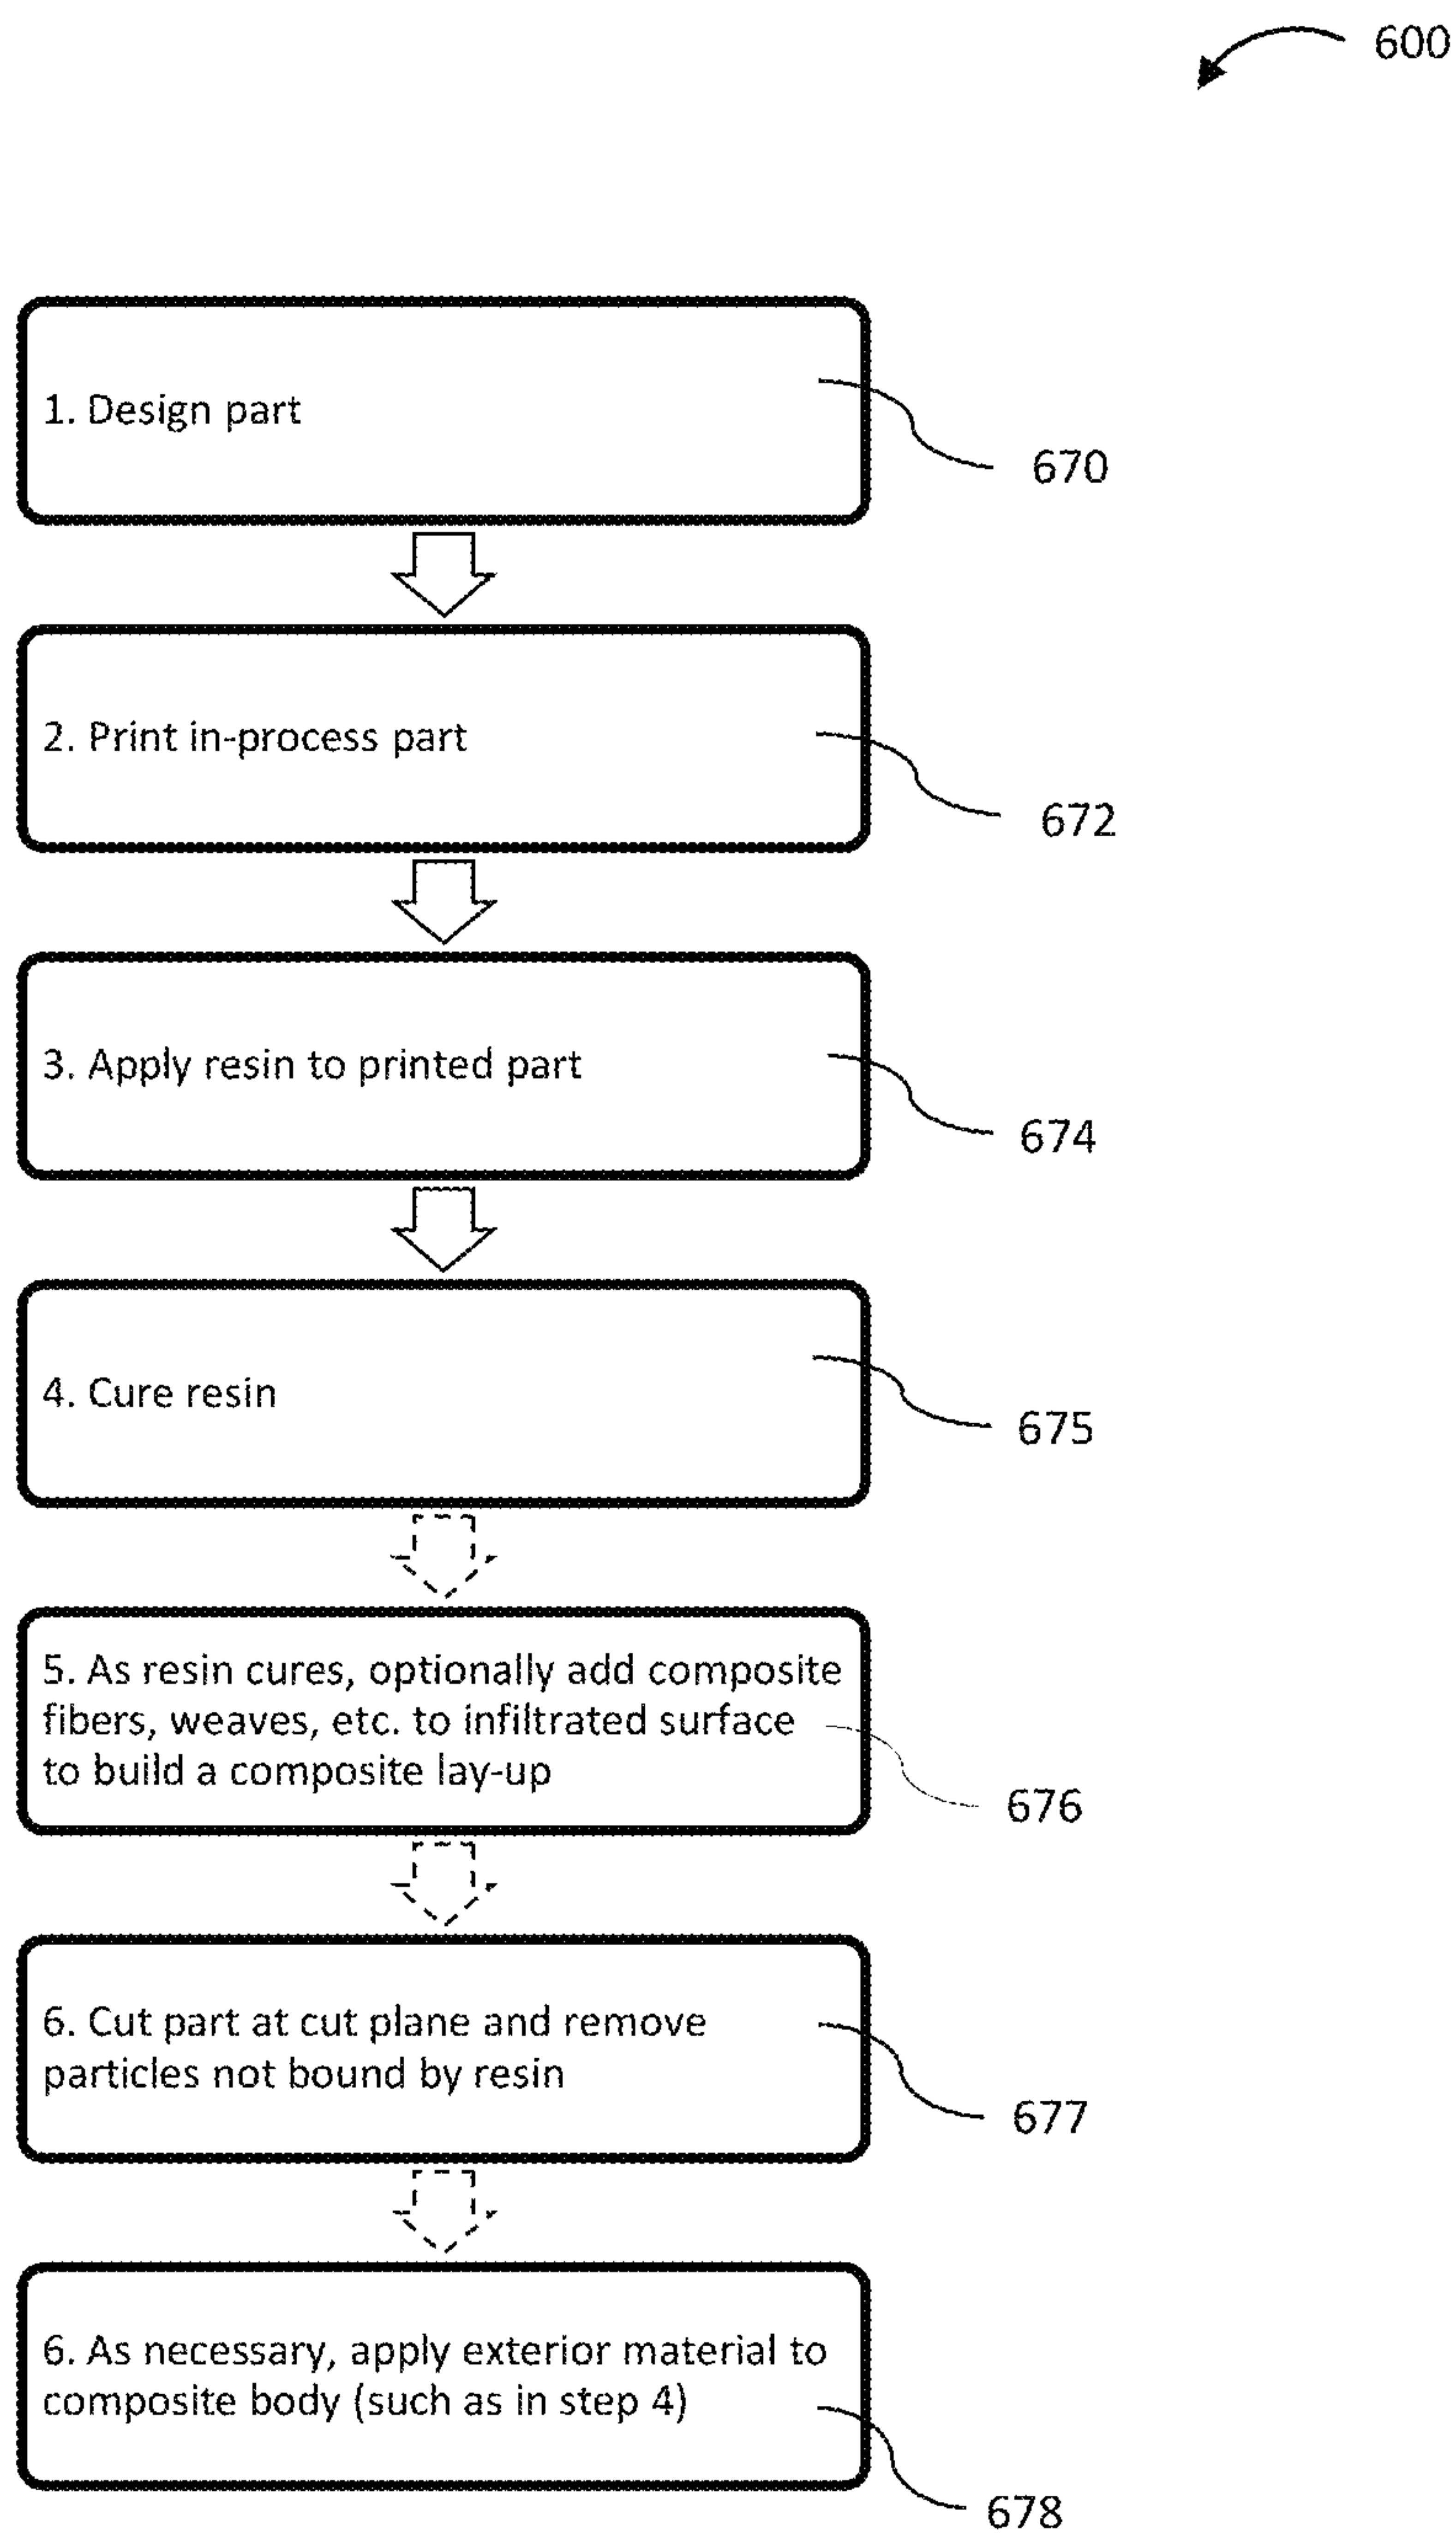 600
1. Design part
670
2. Print in-process part
672
3. Apply resin to printed part
674
4. Cure resin
675
5. As resin cures, optionally add composite
fibers, weaves, etc. to infiltrated surface
to build a composite lay-up
676
6. Cut part at cut plane and remove
particles not bound by resin
677
6. As necessary, apply exterior material to
composite body (such as in step 4)
678